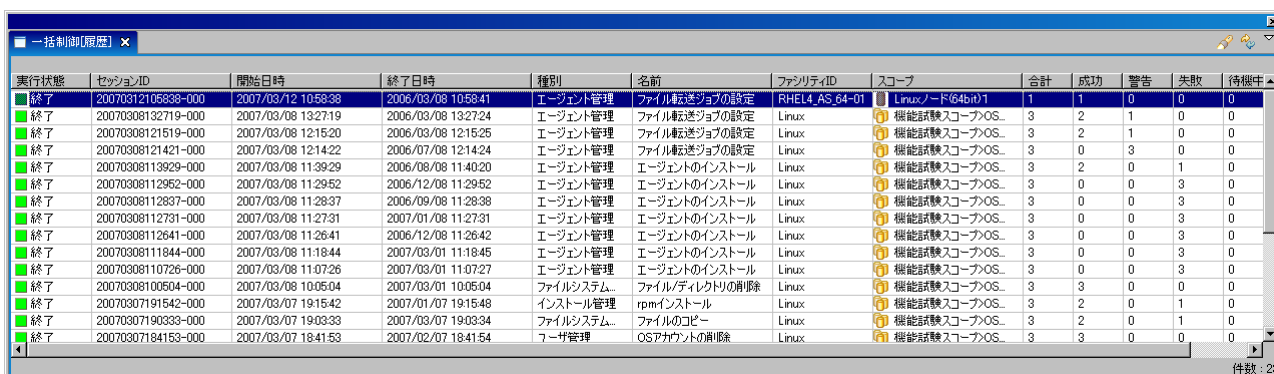 一括制御[履歴]
実行状態 セッションID 開始日時 終了日時 種別 名前 ファシリティID スコープ 合計 成功 警告 失敗 待機中
終了 20070312105838-000 2007/03/12 10:58:38 2006/03/08 10:58:41 エージェント管理 ファイル転送ジョブの設定 RHEL4_AS_64-01 Linuxノード(64bit)1 1 1 0 0 0
終了 20070308132719-000 2007/03/08 13:27:19 2006/03/08 13:27:24 エージェント管理 ファイル転送ジョブの設定 Linux 機能試験スコープ>OS... 3 2 1 0 0
終了 20070308121519-000 2007/03/08 12:15:20 2006/03/08 12:15:25 エージェント管理 ファイル転送ジョブの設定 Linux 機能試験スコープ>OS... 3 2 1 0 0
終了 20070308121421-000 2007/03/08 12:14:22 2006/07/08 12:14:24 エージェント管理 ファイル転送ジョブの設定 Linux 機能試験スコープ>OS... 3 0 3 0 0
終了 20070308113929-000 2007/03/08 11:39:29 2006/08/08 11:40:20 エージェント管理 エージェントのインストール Linux 機能試験スコープ>OS... 3 2 0 1 0
終了 20070308112952-000 2007/03/08 11:29:52 2006/12/08 11:29:52 エージェント管理 エージェントのインストール Linux 機能試験スコープ>OS... 3 0 0 3 0
終了 20070308112837-000 2007/03/08 11:28:37 2006/09/08 11:28:38 エージェント管理 エージェントのインストール Linux 機能試験スコープ>OS... 3 0 0 3 0
終了 20070308112731-000 2007/03/08 11:27:31 2007/01/08 11:27:31 エージェント管理 エージェントのインストール Linux 機能試験スコープ>OS... 3 0 0 3 0
終了 20070308112641-000 2007/03/08 11:26:41 2006/12/08 11:26:42 エージェント管理 エージェントのインストール Linux 機能試験スコープ>OS... 3 0 0 3 0
終了 20070308111844-000 2007/03/08 11:18:44 2007/03/01 11:18:45 エージェント管理 エージェントのインストール Linux 機能試験スコープ>OS... 3 0 0 3 0
終了 20070308110726-000 2007/03/08 11:07:26 2007/03/01 11:07:27 エージェント管理 エージェントのインストール Linux 機能試験スコープ>OS... 3 0 0 3 0
終了 20070308100504-000 2007/03/08 10:05:04 2007/03/01 10:05:04 ファイルシステム... ファイル/ディレクトリの削除 Linux 機能試験スコープ>OS... 3 3 0 0 0
終了 20070307191542-000 2007/03/07 19:15:42 2007/01/07 19:15:48 インストール管理 rpmインストール Linux 機能試験スコープ>OS... 3 2 0 1 0
終了 20070307190333-000 2007/03/07 19:03:33 2007/03/07 19:03:34 ファイルシステム... ファイルのコピー Linux 機能試験スコープ>OS... 3 2 0 1 0
終了 20070307184153-000 2007/03/07 18:41:53 2007/02/07 18:41:54 ユーザ管理 OSアカウントの削除 Linux 機能試験スコープ>OS... 3 3 0 0 0
件数 : 2